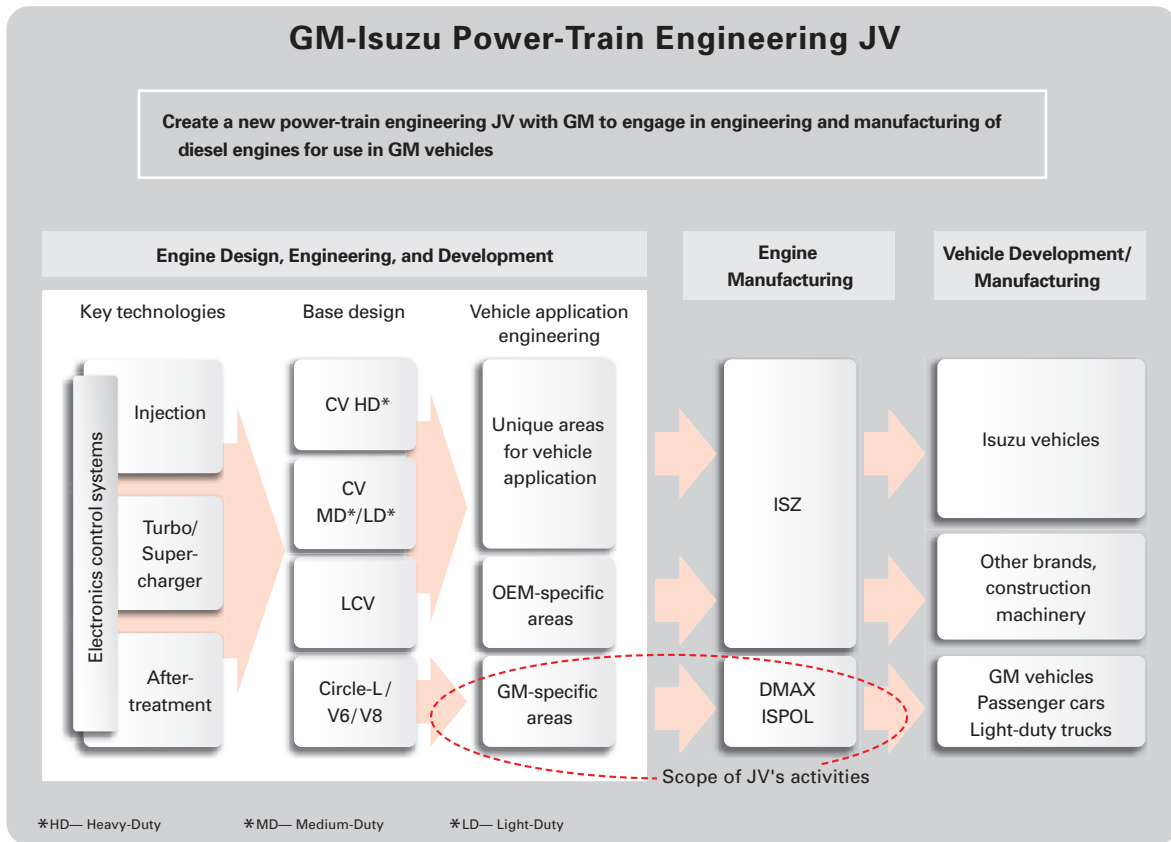 GM-Isuzu Power-Train Engineering JV
Create a new power-train engineering JV with GM to engage in engineering and manufacturing of
diesel engines for use in GM vehicles
Engine Design, Engineering, and Development
Engine
Manufacturing
Vehicle Development/
Manufacturing
Key technologies
Base design
Vehicle application
engineering
Electronics control systems
Injection
Turbo/
Super-
charger
After-
treatment
CV HD*
CV
MD*/LD*
LCV
Circle-L/
V6/V8
Unique areas
for vehicle
application
OEM-specific
areas
GM-specific
areas
ISZ
DMAX
ISPOL
Isuzu vehicles
Other brands,
construction
machinery
GM vehicles
Passenger cars
Light-duty trucks
Scope of JV's activities
*HD— Heavy-Duty
*MD— Medium-Duty
*LD— Light-Duty